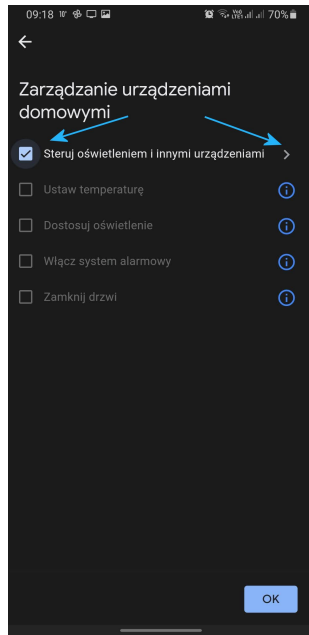 09:18
70%
Zarządzanie urządzeniami
domowymi
Steruj oświetleniem i innymi urządzeniami
Ustaw temperaturę
Dostosuj oświetlenie
Włącz system alarmowy
Zamknij drzwi
OK